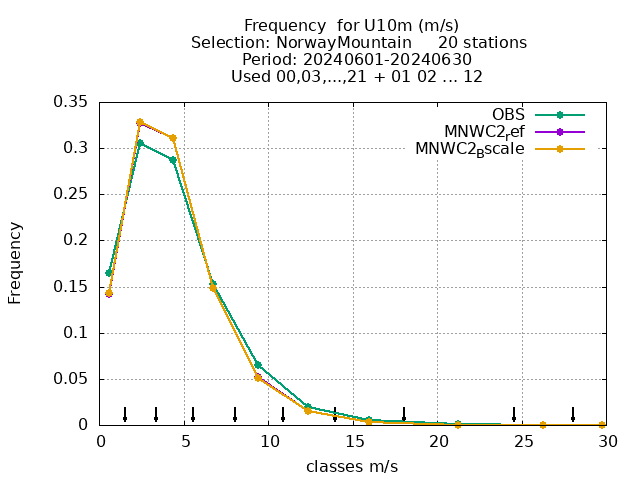 Frequency  for U10m (m/s)
Selection: NorwayMountain     20 stations
Period: 20240601-20240630
Used 00,03,...,21 + 01 02 ... 12
OBS
MNWC2_ref
MNWC2_Bscale
Frequency
0.35
0.3
0.25
0.2
0.15
0.1
0.05
0
0 5 10 15 20 25 30
classes m/s